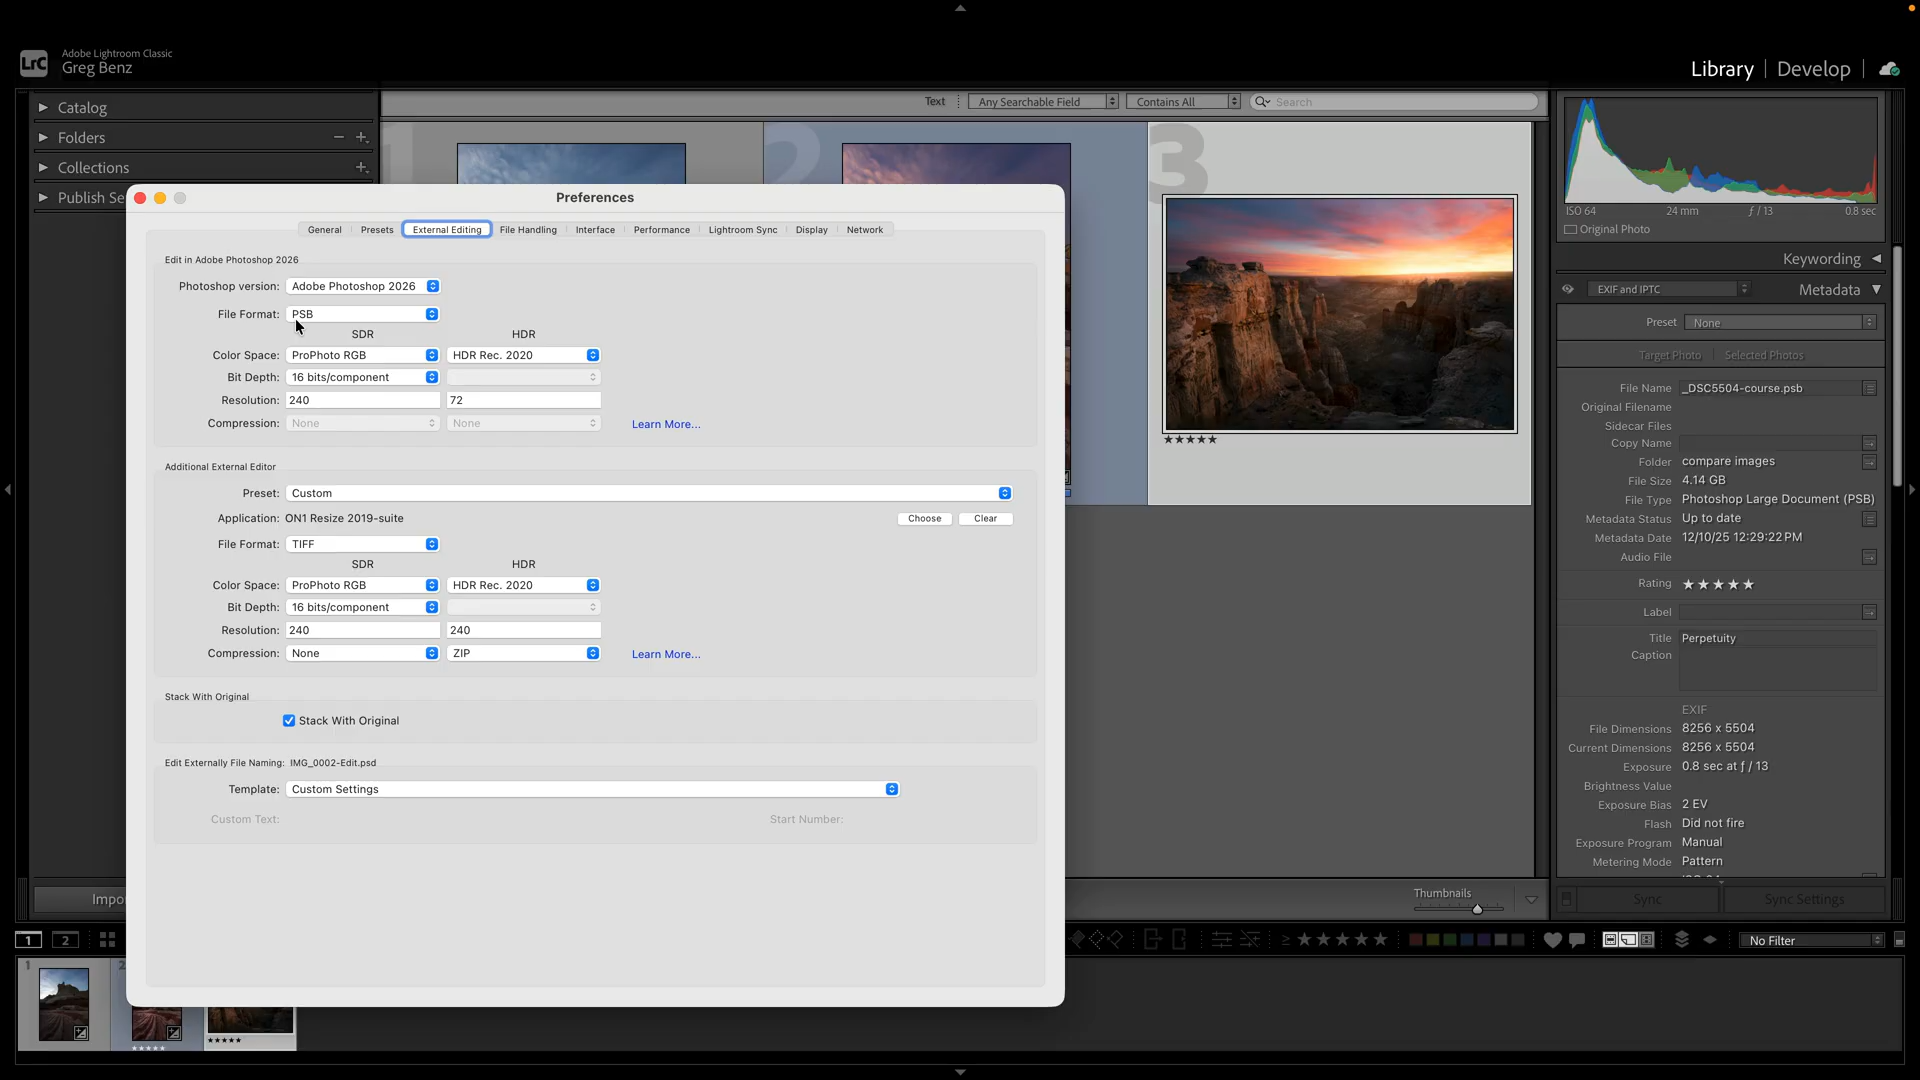 LrC
Adobe Lightroom Classic
Greg Benz
Library | Develop
Catalog
Folders
Collections
Publish Se
Text
Any Searchable Field
Contains All
Search
1
2
3
ISO 64
24 mm
ƒ / 13
0.8 sec
Original Photo
Keywording
EXIF and IPTC
Metadata
Preset
None
Target Photo | Selected Photos
File Name
_DSC5504-course.psb
Original Filename
Sidecar Files
Copy Name
Folder
compare images
File Size
4.14 GB
File Type
Photoshop Large Document (PSB)
Metadata Status
Up to date
Metadata Date
12/10/25 12:29:22 PM
Audio File
Rating
★★★★★
Label
Title
Perpetuity
Caption
EXIF
File Dimensions
8256 x 5504
Current Dimensions
8256 x 5504
Exposure
0.8 sec at ƒ / 13
Brightness Value
Exposure Bias
2 EV
Flash
Did not fire
Exposure Program
Manual
Metering Mode
Pattern
Preferences
General
Presets
External Editing
File Handling
Interface
Performance
Lightroom Sync
Display
Network
Edit in Adobe Photoshop 2026
Photoshop version: Adobe Photoshop 2026
File Format: PSB
SDR HDR
Color Space: ProPhoto RGB HDR Rec. 2020
Bit Depth: 16 bits/component
Resolution: 240 72
Compression: None None Learn More...
Additional External Editor
Preset: Custom
Application: ON1 Resize 2019-suite Choose Clear
File Format: TIFF
SDR HDR
Color Space: ProPhoto RGB HDR Rec. 2020
Bit Depth: 16 bits/component
Resolution: 240 240
Compression: None ZIP Learn More...
Stack With Original
Stack With Original
Edit Externally File Naming: IMG_0002-Edit.psd
Template: Custom Settings
Custom Text: Start Number:
Impor
Thumbnails
Sync
Sync Settings
1
2
No Filter
1
2